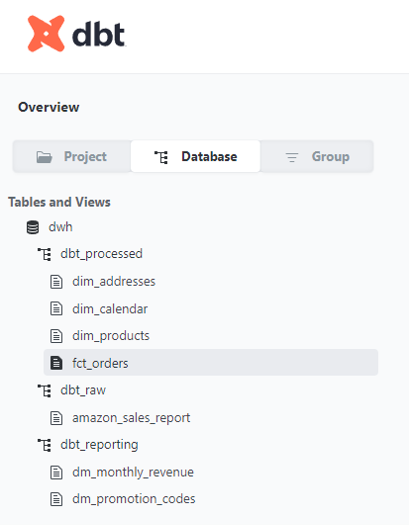 dbt
Overview
Project Database Group
Tables and Views
dwh
dbt_processed
dim_addresses
dim_calendar
dim_products
fct_orders
dbt_raw
amazon_sales_report
dbt_reporting
dm_monthly_revenue
dm_promotion_codes